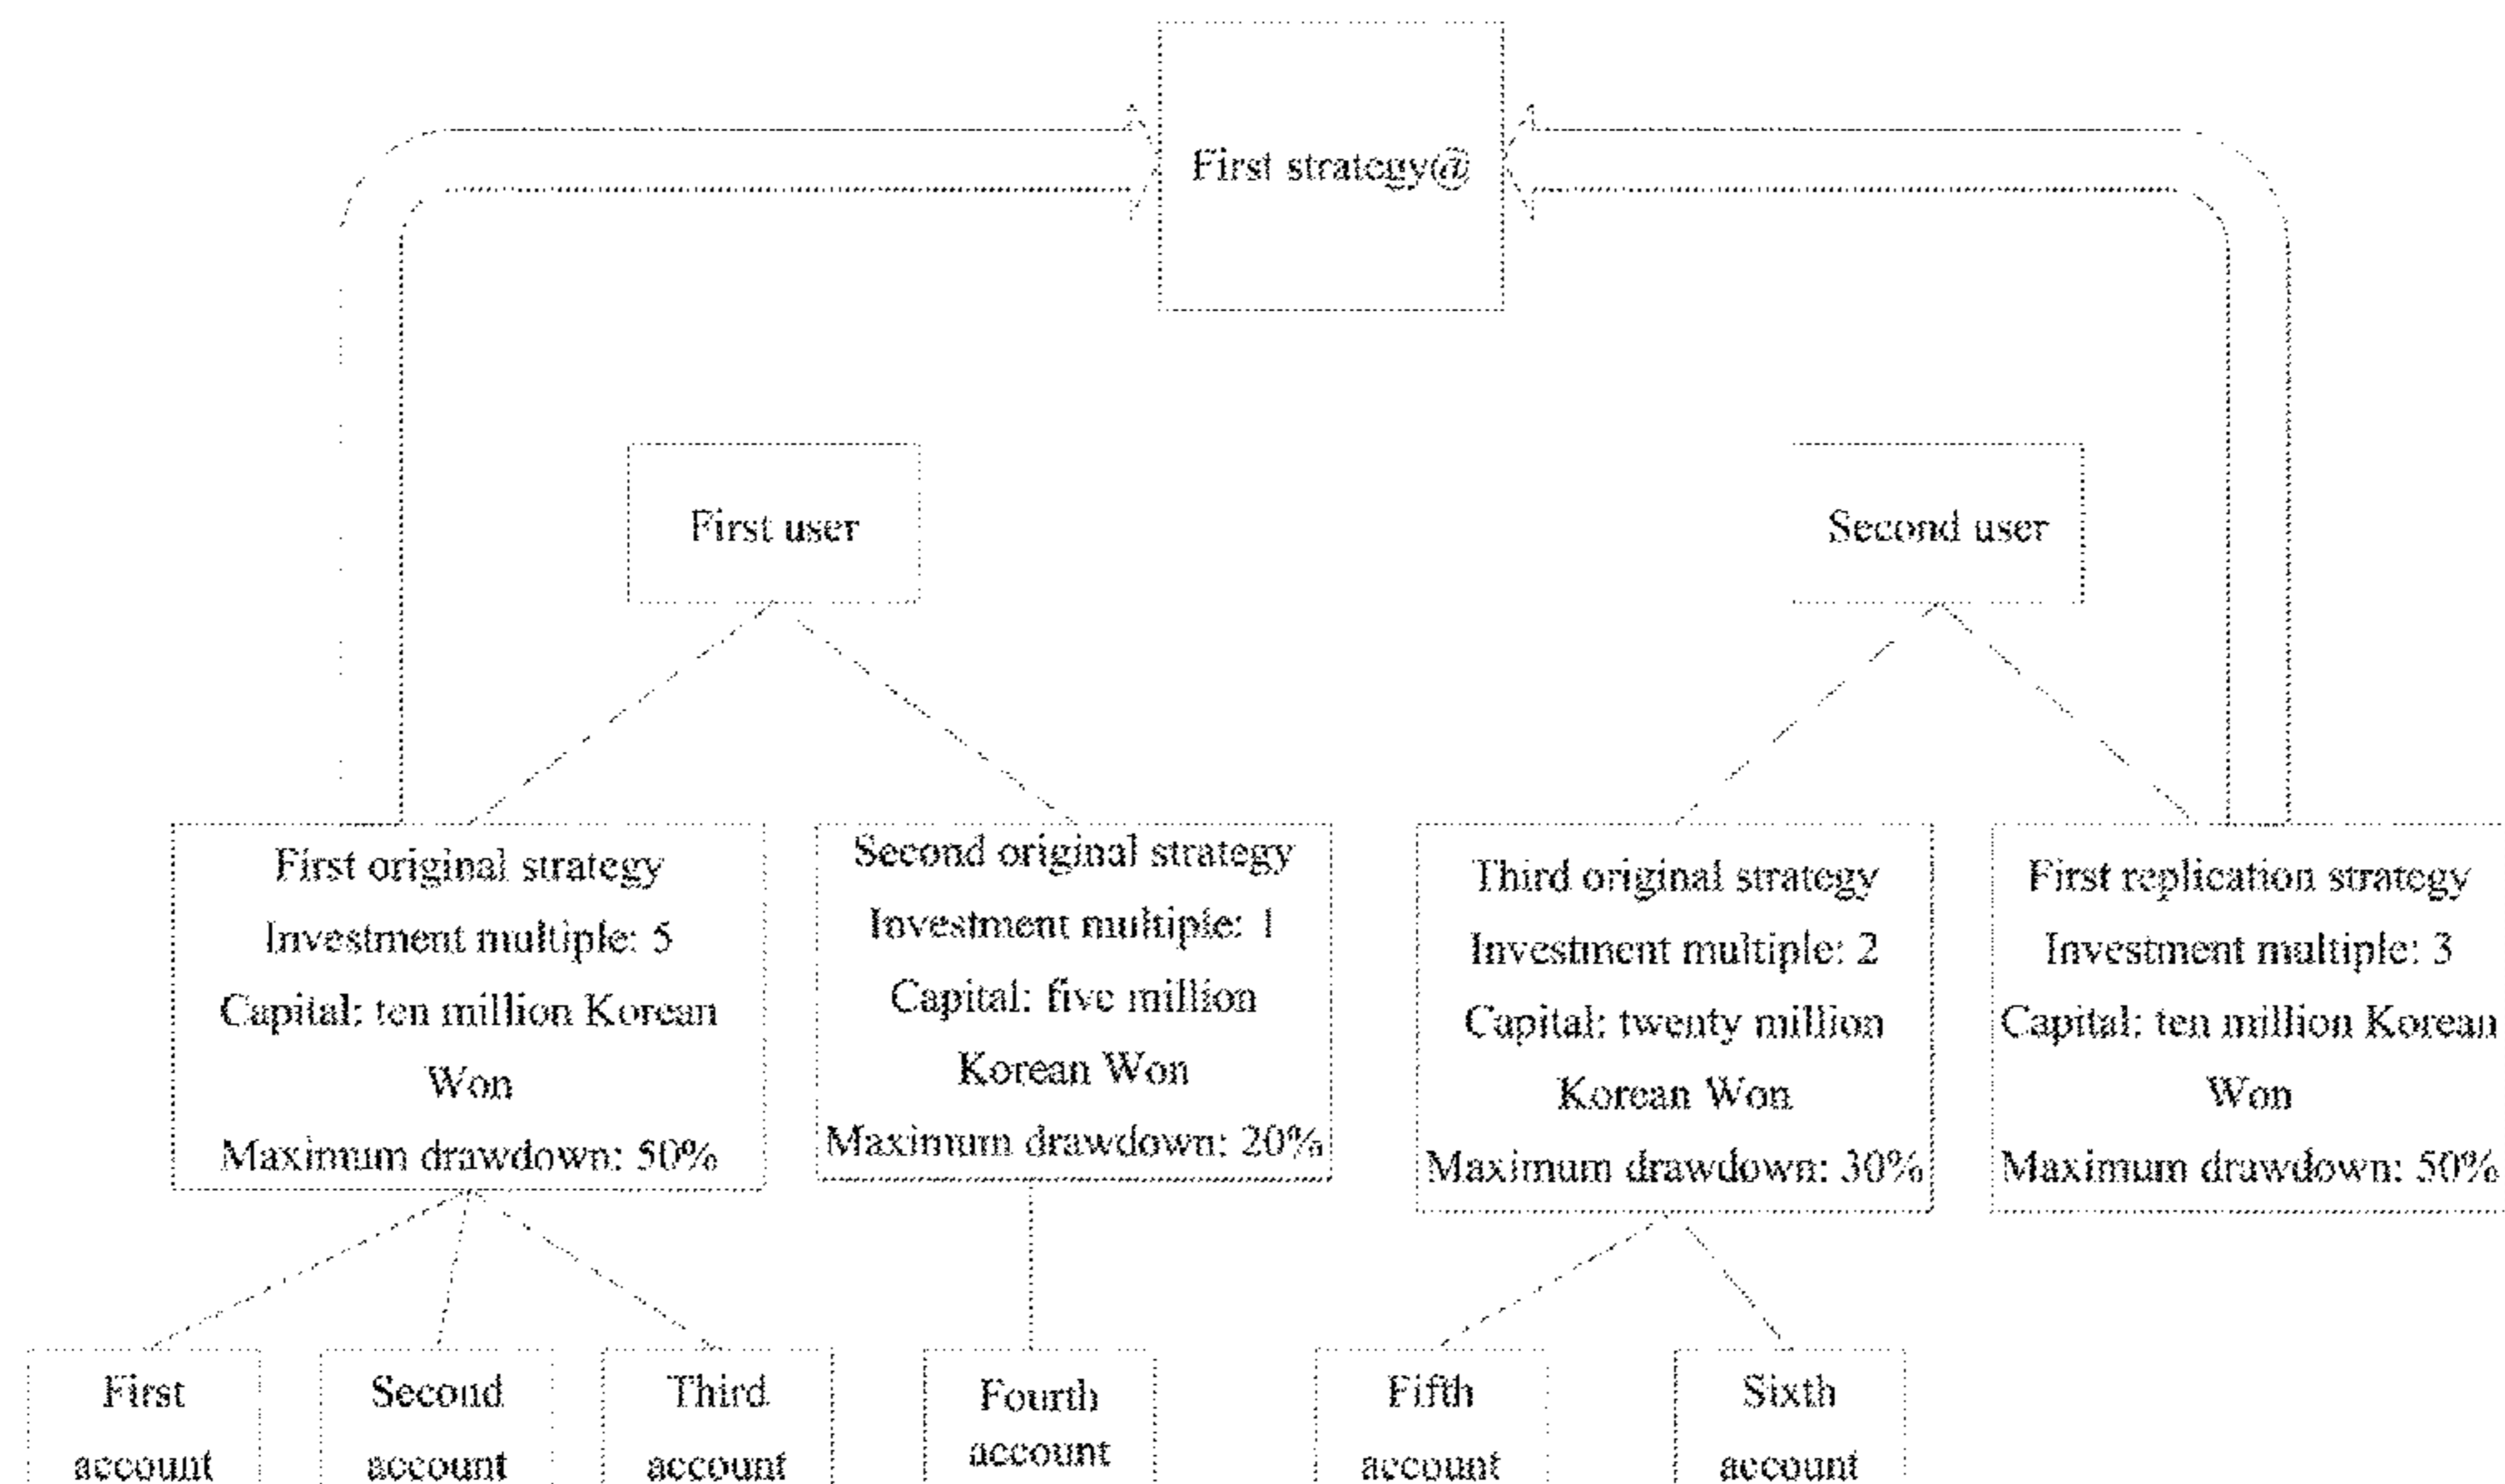 First strategy@
First user
Second user
First original strategy
Investment multiple: 5
Capital: ten million Korean
Won
Maximum drawdown: 50%
Second original strategy
Investment multiple: 1
Capital: five million
Korean Won
Maximum drawdown: 20%
Third original strategy
Investment multiple: 2
Capital: twenty million
Korean Won
Maximum drawdown: 30%
First replication strategy
Investment multiple: 3
Capital: ten million Korean
Won
Maximum drawdown: 50%
First
account
Second
account
Third
account
Fourth
account
Fifth
account
Sixth
account